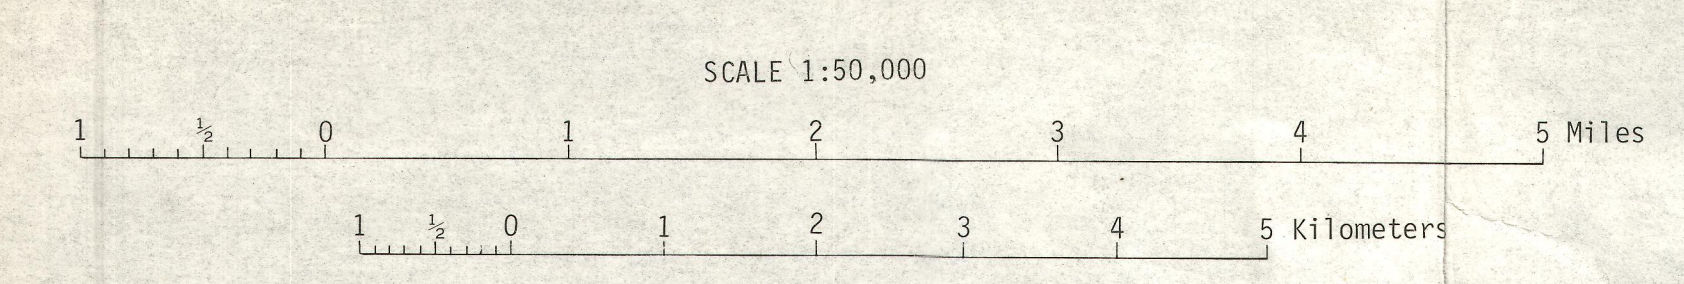 SCALE 1:50,000
1 ½ 0 1 2 3 4 5 Miles
1 ½ 0 1 2 3 4 5 Kilometers